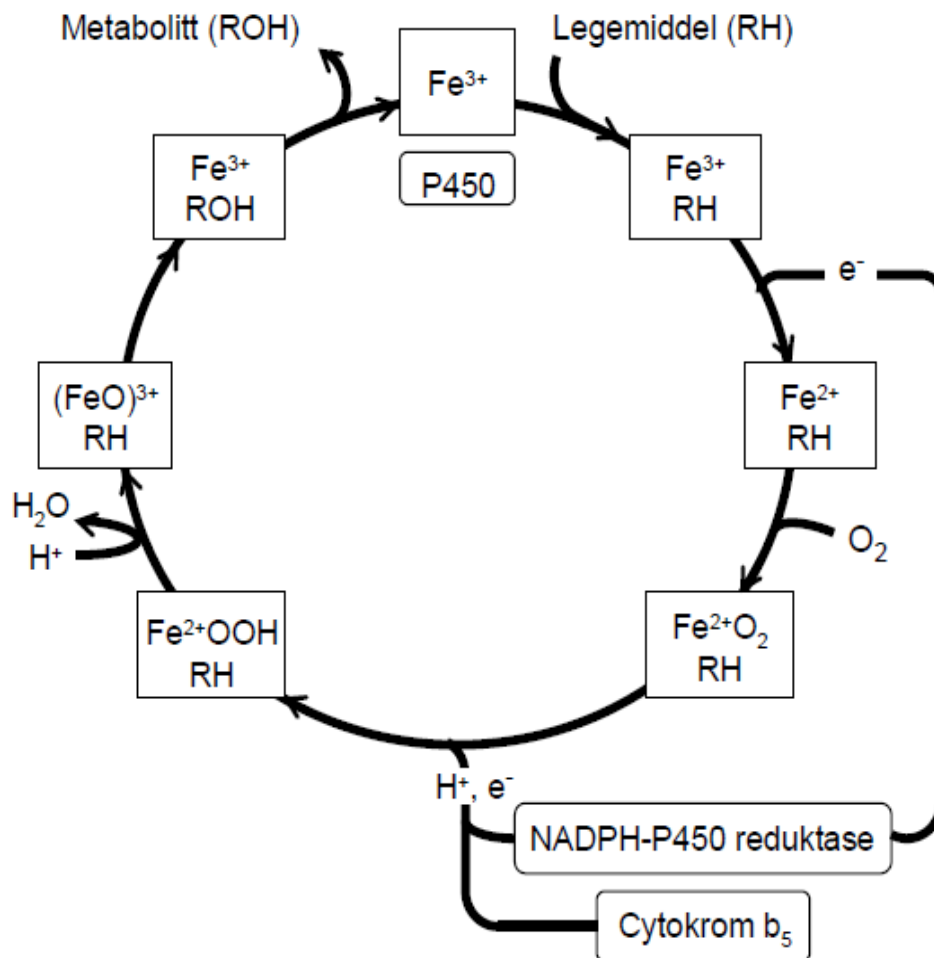 Metabolitt (ROH)
Legemiddel (RH)
Fe³⁺
P450
Fe³⁺
RH
e⁻
Fe²⁺
RH
O₂
Fe²⁺O₂
RH
H⁺, e⁻
NADPH-P450 reduktase
Cytokrom b₅
Fe²⁺OOH
RH
H₂O
H⁺
(FeO)³⁺
RH
Fe³⁺
ROH